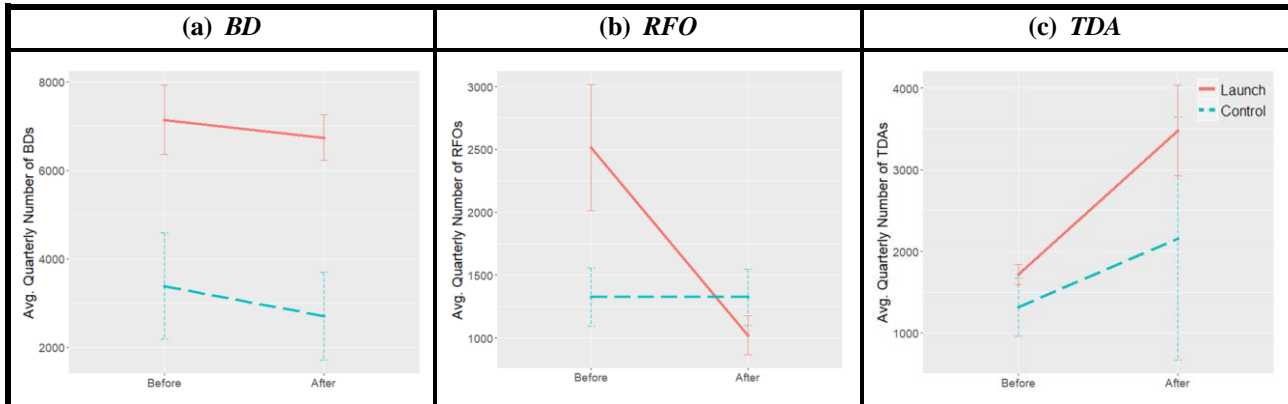 (a) BD
(b) RFO
(c) TDA
Avg. Quarterly Number of BDs
8000
6000
4000
2000
Before
After
Avg. Quarterly Number of RFOs
3000
2500
2000
1500
1000
Before
After
Avg. Quarterly Number of TDAs
4000
3000
2000
1000
Launch
Control
Before
After